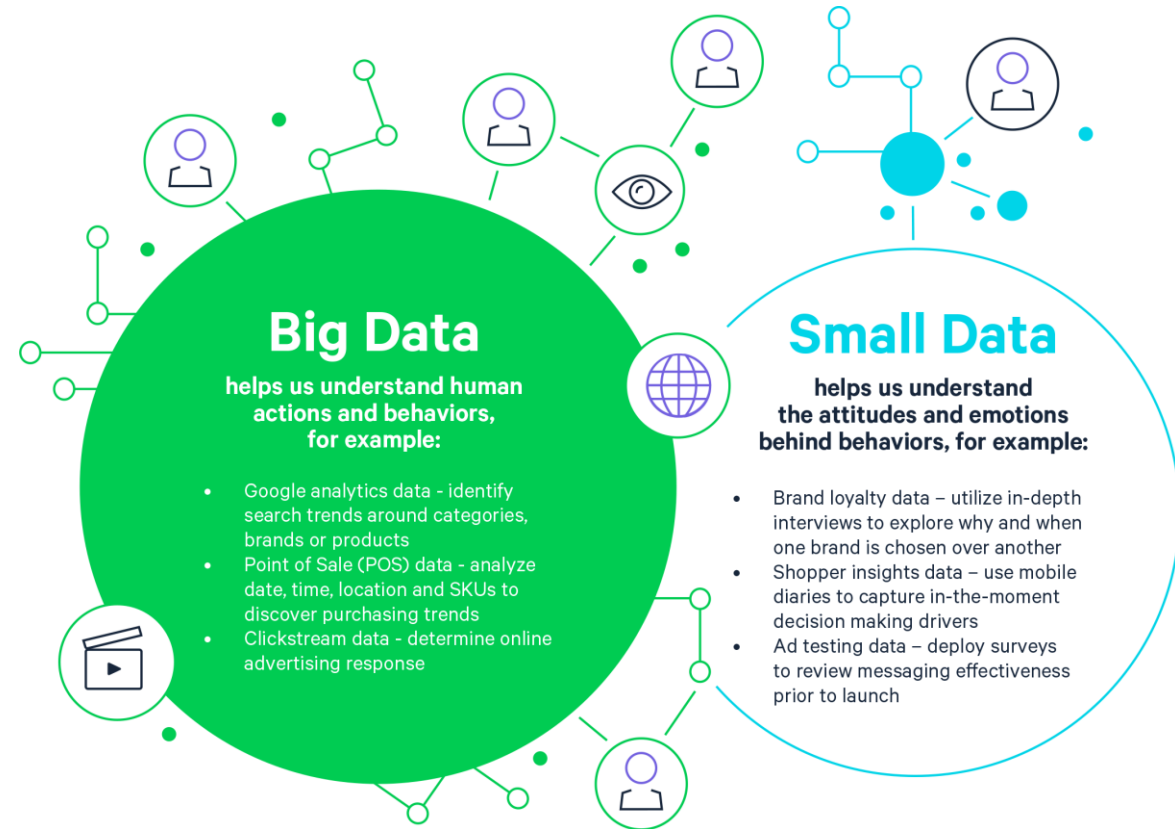 Big Data
helps us understand human
actions and behaviors,
for example:
• Google analytics data - identify
search trends around categories,
brands or products
• Point of Sale (POS) data - analyze
date, time, location and SKUs to
discover purchasing trends
• Clickstream data - determine online
advertising response
Small Data
helps us understand
the attitudes and emotions
behind behaviors, for example:
• Brand loyalty data – utilize in-depth
interviews to explore why and when
one brand is chosen over another
• Shopper insights data – use mobile
diaries to capture in-the-moment
decision making drivers
• Ad testing data – deploy surveys
to review messaging effectiveness
prior to launch